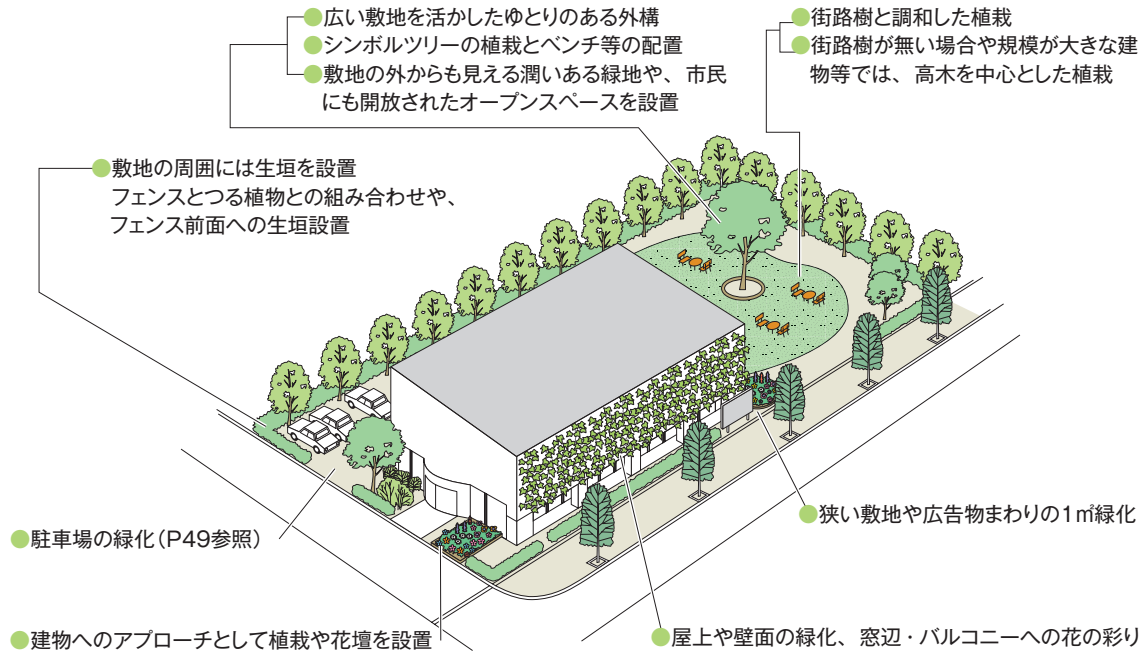 ●広い敷地を活かしたゆとりのある外構
●シンボルツリーの植栽とベンチ等の配置
●敷地の外からも見える潤いある緑地や、市民
にも開放されたオープンスペースを設置
●街路樹と調和した植栽
●街路樹が無い場合や規模が大きな建
物等では、高木を中心とした植栽
●敷地の周囲には生垣を設置
フェンスとつる植物との組み合わせや、
フェンス前面への生垣設置
●狭い敷地や広告物まわりの1㎡緑化
●駐車場の緑化(P49参照)
●建物へのアプローチとして植栽や花壇を設置
●屋上や壁面の緑化、窓辺・バルコニーへの花の彩り